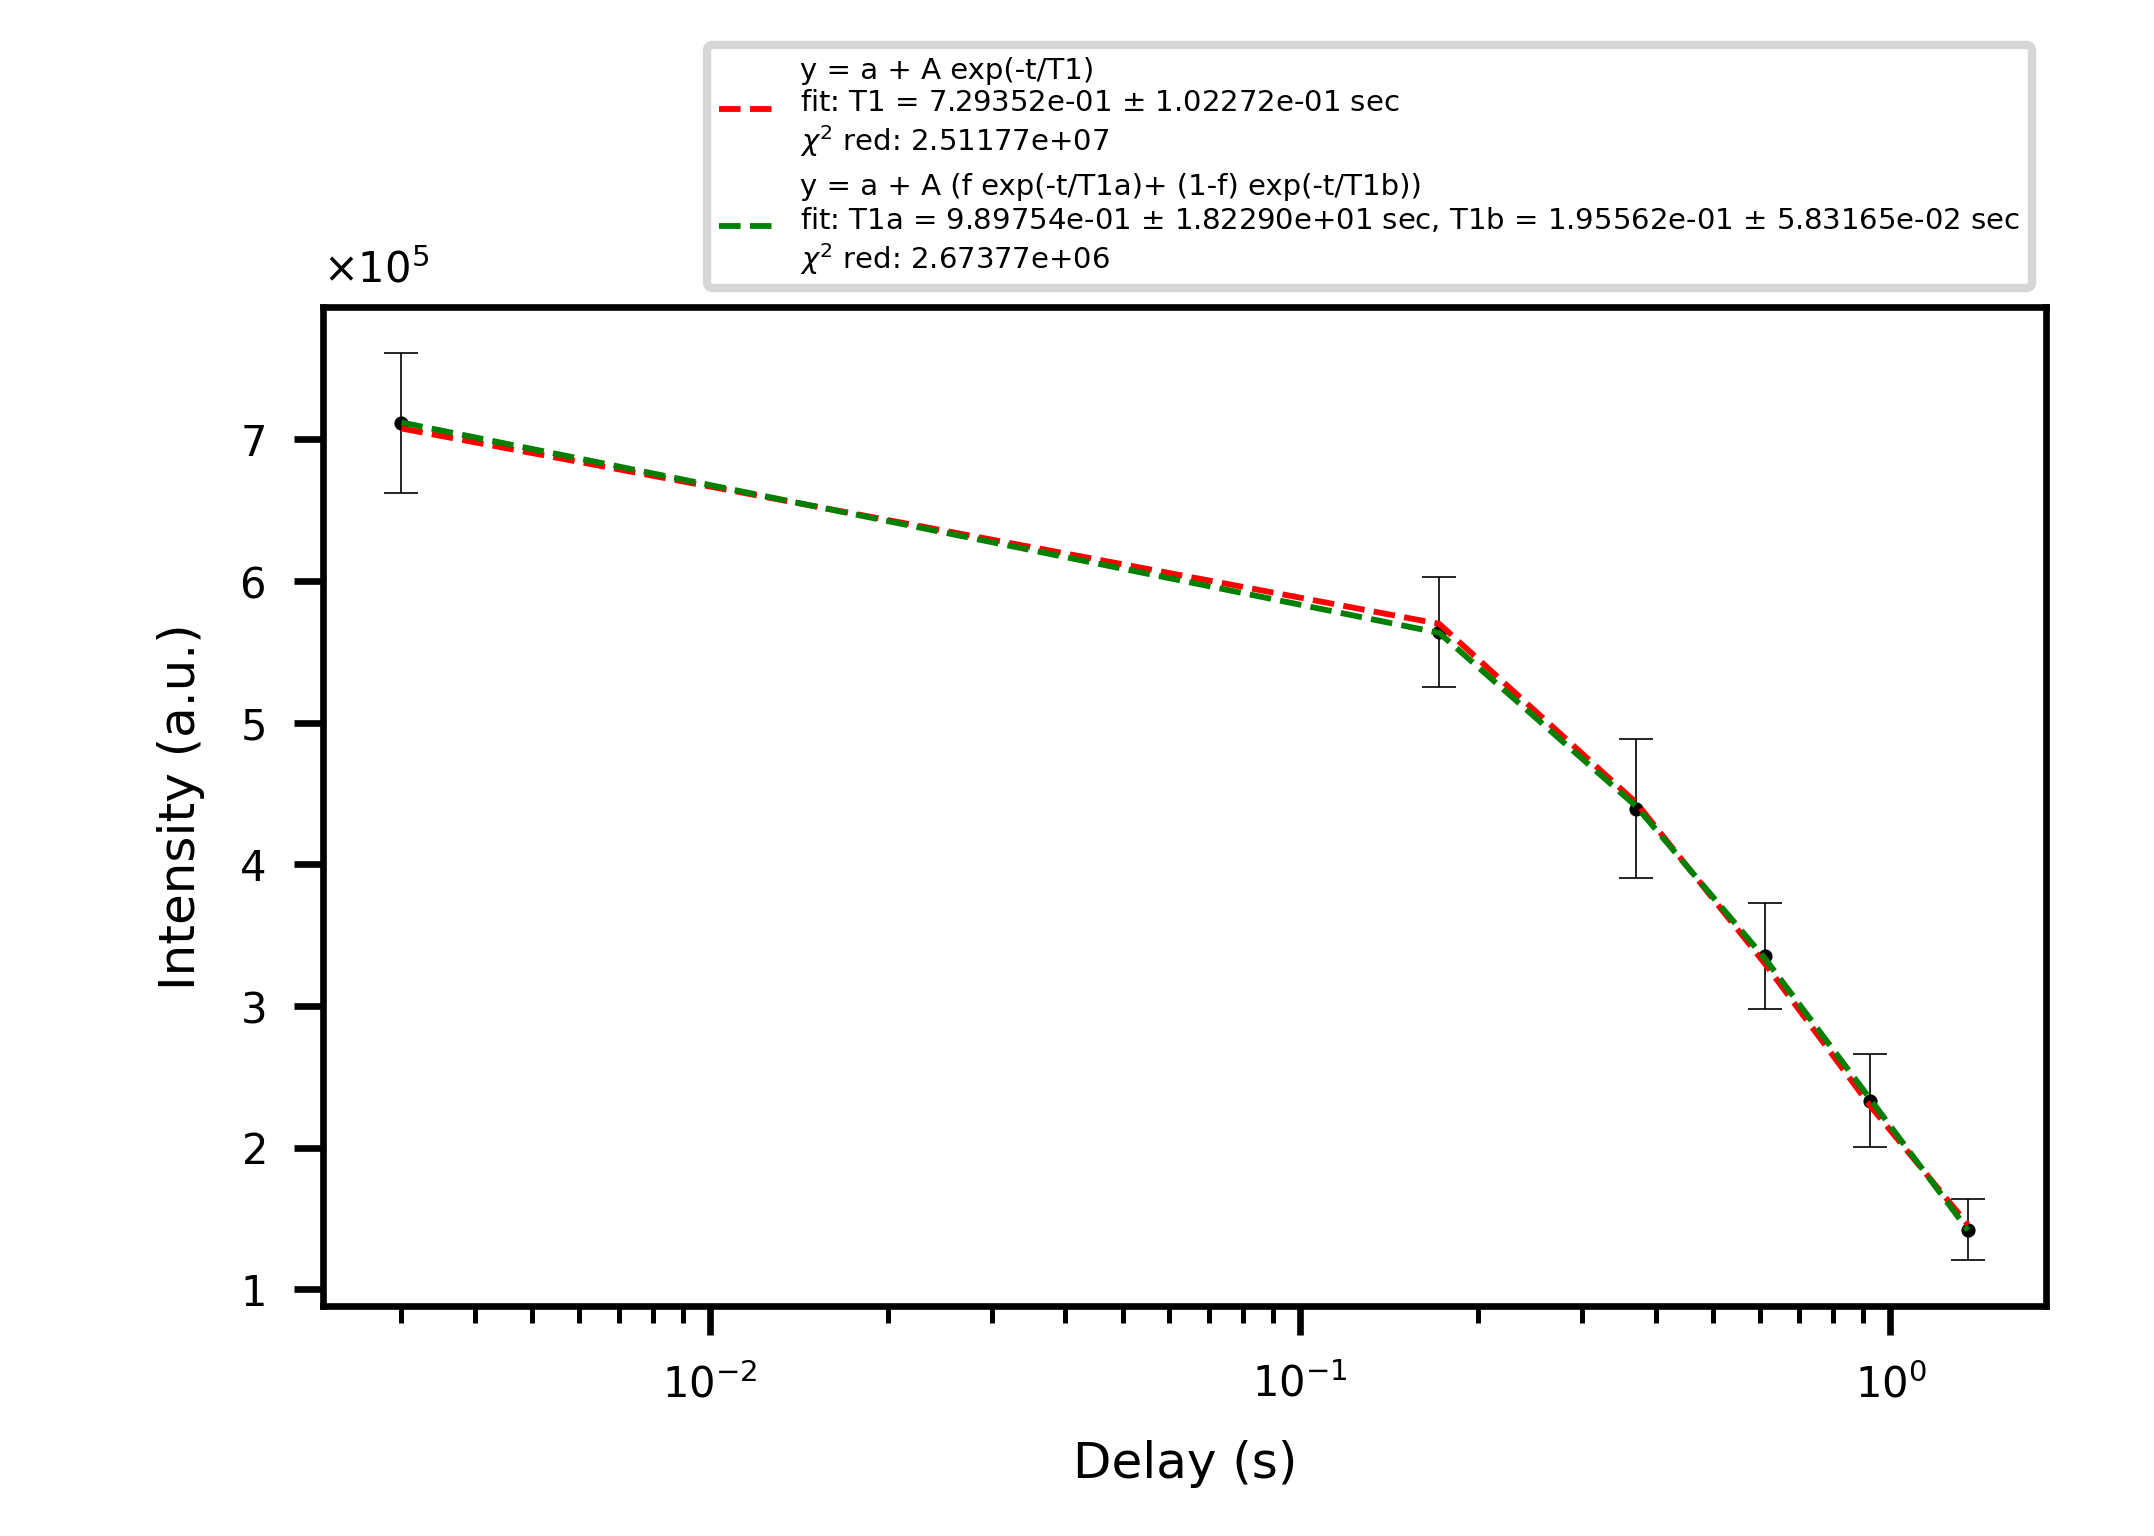 y = a + A exp(-t/T1)
fit: T1 = 7.29352e-01 ± 1.02272e-01 sec
χ² red: 2.51177e+07
y = a + A (f exp(-t/T1a)+ (1-f) exp(-t/T1b))
fit: T1a = 9.89754e-01 ± 1.82290e+01 sec, T1b = 1.95562e-01 ± 5.83165e-02 sec
χ² red: 2.67377e+06
×10⁵
7
6
5
4
3
2
1
Intensity (a.u.)
10⁻² 10⁻¹ 10⁰
Delay (s)